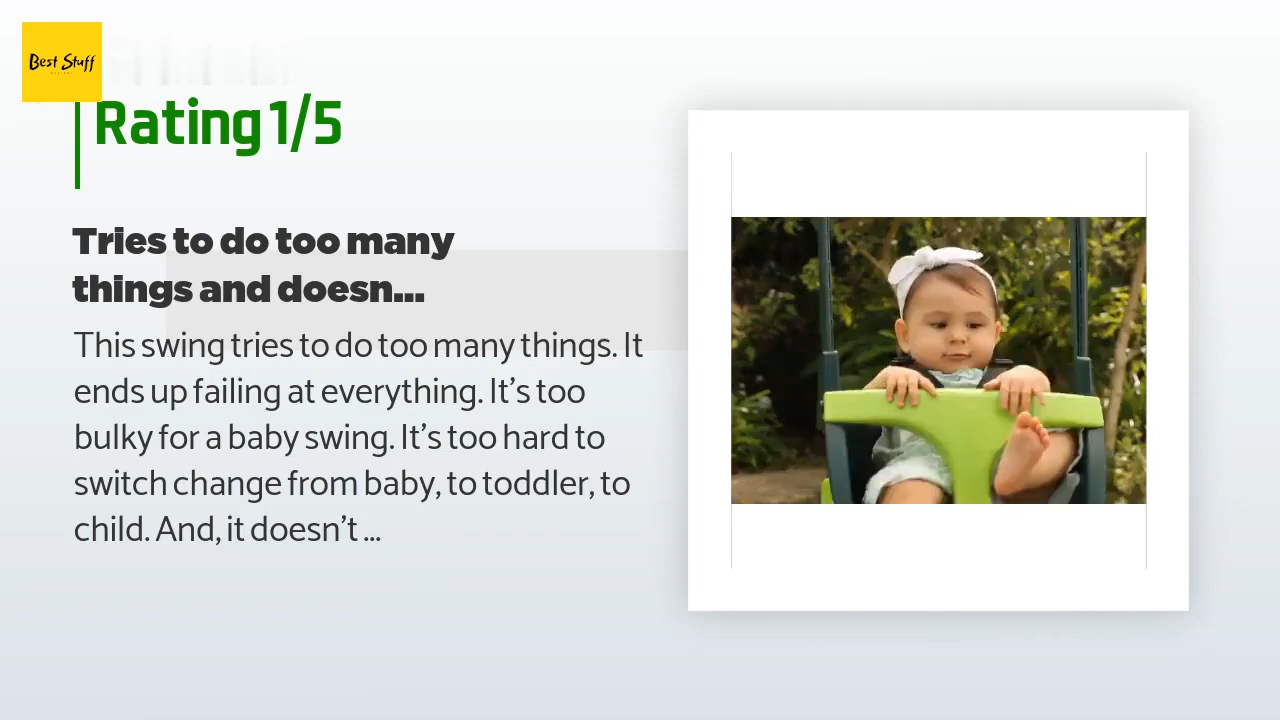 Best Stuff
Rating 1/5
Tries to do too many
things and doesn...
This swing tries to do too many things. It
ends up failing at everything. It's too
bulky for a baby swing. It's too hard to
switch change from baby, to toddler, to
child. And, it doesn't ...